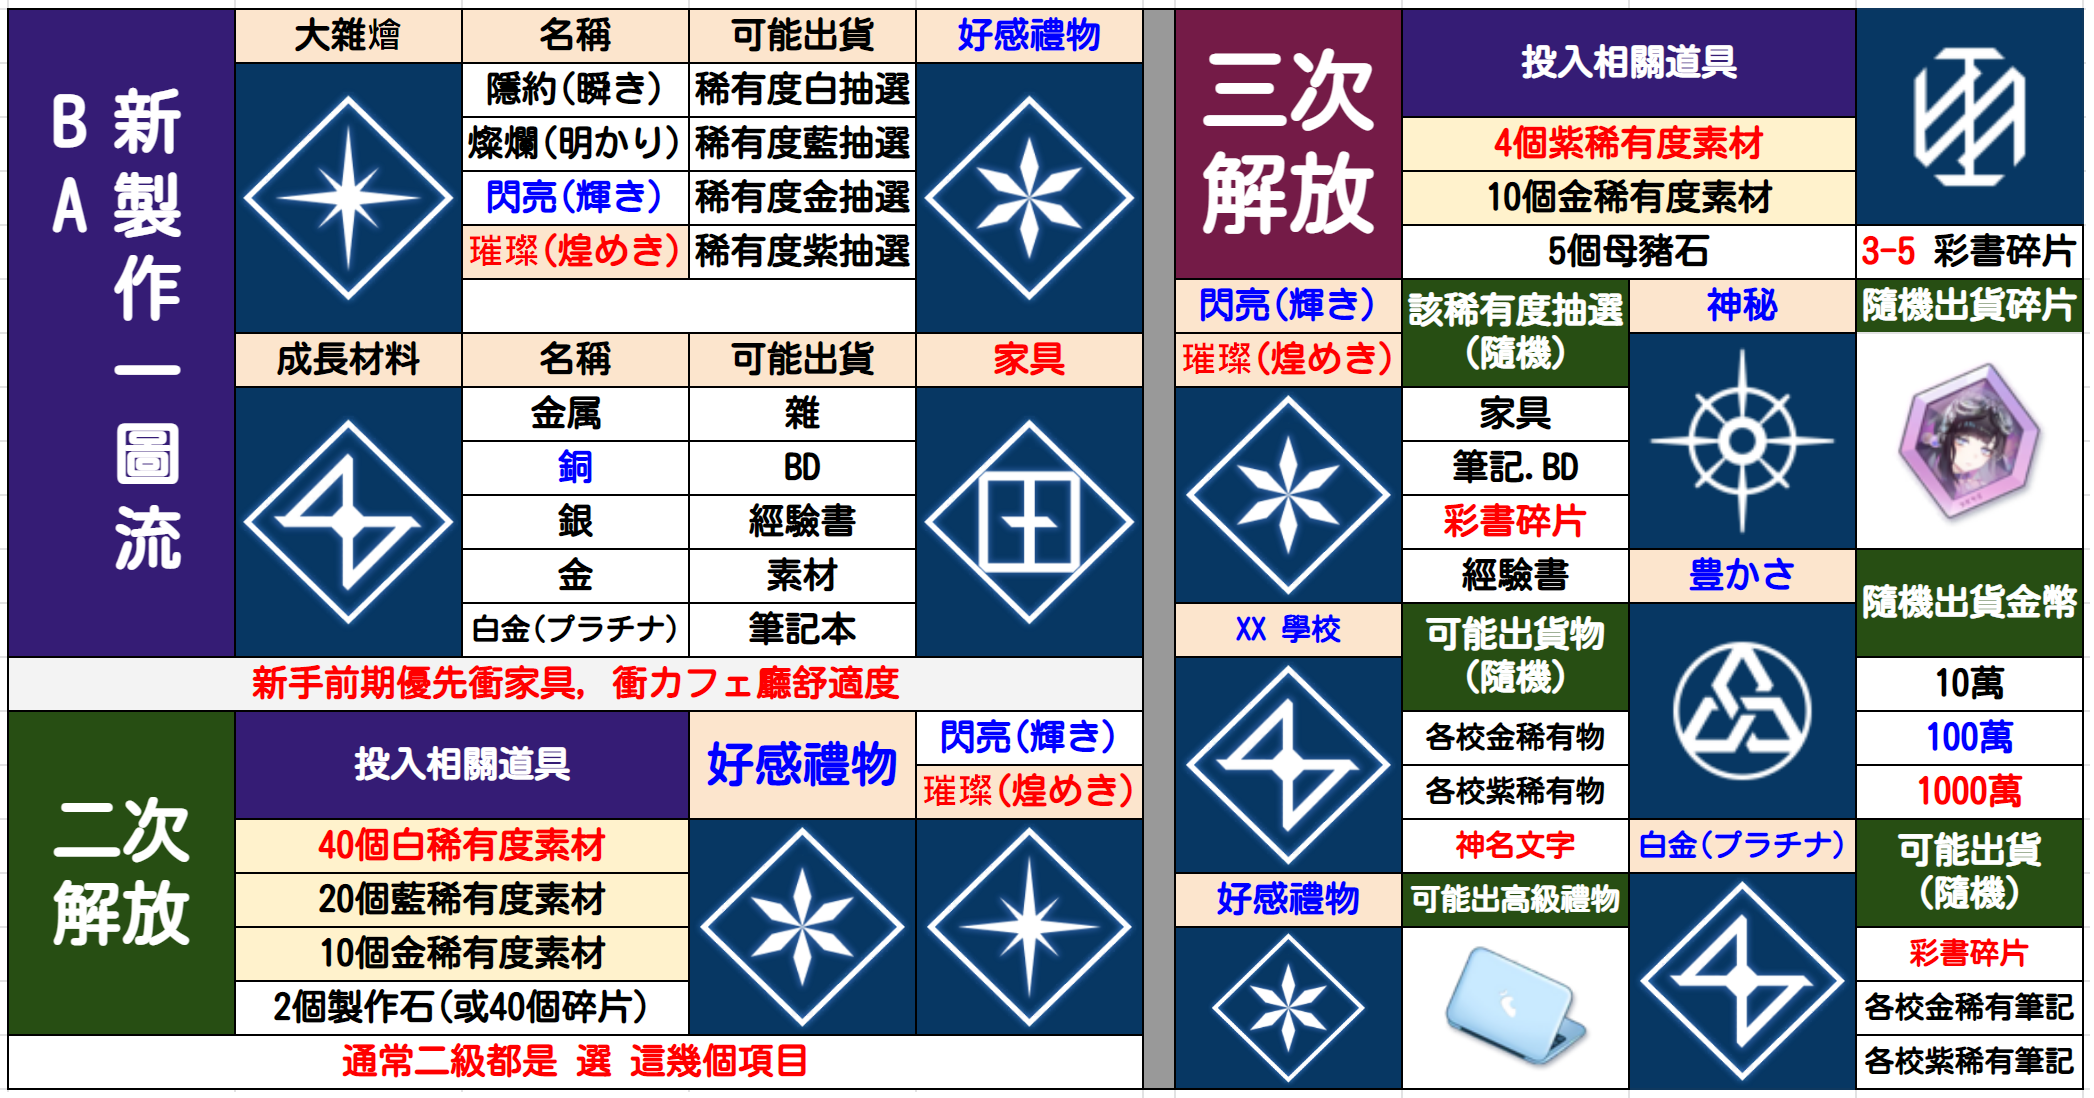 BA 新製作一圖流
大雜燴 名稱 可能出貨 好感禮物
隱約(瞬き) 稀有度白抽選
燦爛(明かり) 稀有度藍抽選
閃亮(輝き) 稀有度金抽選
璀璨(煌めき) 稀有度紫抽選
成長材料 名稱 可能出貨 家具
金属 雜
銅 BD
銀 經驗書
金 素材
白金(プラチナ) 筆記本
新手前期優先衝家具, 衝カフェ廳舒適度
二次
解放
投入相關道具
40個白稀有度素材
20個藍稀有度素材
10個金稀有度素材
2個製作石(或40個碎片)
好感禮物
閃亮(輝き)
璀璨(煌めき)
通常二級都是 選 這幾個項目
三次
解放
投入相關道具
4個紫稀有度素材
10個金稀有度素材
5個母豬石
3-5 彩書碎片
閃亮(輝き)
璀璨(煌めき)
該稀有度抽選
(隨機)
家具
筆記.BD
彩書碎片
經驗書
神秘
隨機出貨碎片
XX 學校
可能出貨物
(隨機)
各校金稀有物
各校紫稀有物
神名文字
豊かさ
隨機出貨金幣
10萬
100萬
1000萬
好感禮物
可能出高級禮物
白金(プラチナ)
可能出貨
(隨機)
彩書碎片
各校金稀有筆記
各校紫稀有筆記